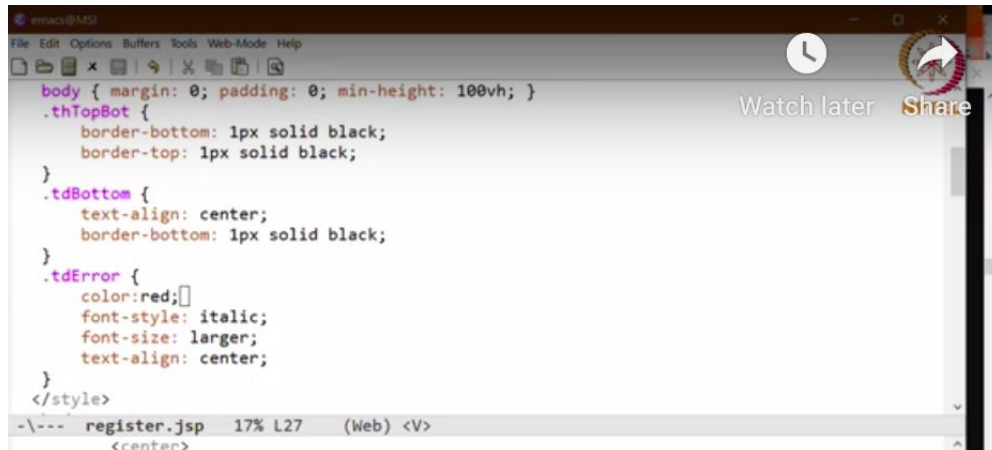 emacs@MSI
File Edit Options Buffers Tools Web-Mode Help
Watch later Share
body { margin: 0; padding: 0; min-height: 100vh; }
.thTopBot {
border-bottom: 1px solid black;
border-top: 1px solid black;
}
.tdBottom {
text-align: center;
border-bottom: 1px solid black;
}
.tdError {
color:red;
font-style: italic;
font-size: larger;
text-align: center;
}
</style>
-\--- register.jsp 17% L27 (Web) <V>
<center>